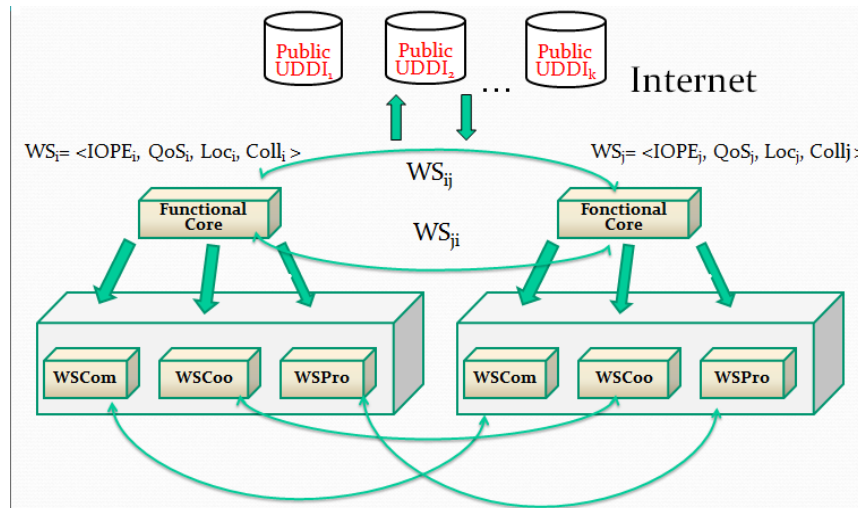 Public
UDDI₁
Public
UDDI₂
...
Public
UDDIₖ
Internet
WSᵢ= <IOPEᵢ, QoSᵢ, Locᵢ, Collᵢ >
WSⱼ= <IOPEⱼ, QoSⱼ, Locⱼ, Collj >
WSᵢⱼ
Functional
Core
Fonctional
Core
WSⱼᵢ
WSCom
WSCoo
WSPro
WSCom
WSCoo
WSPro